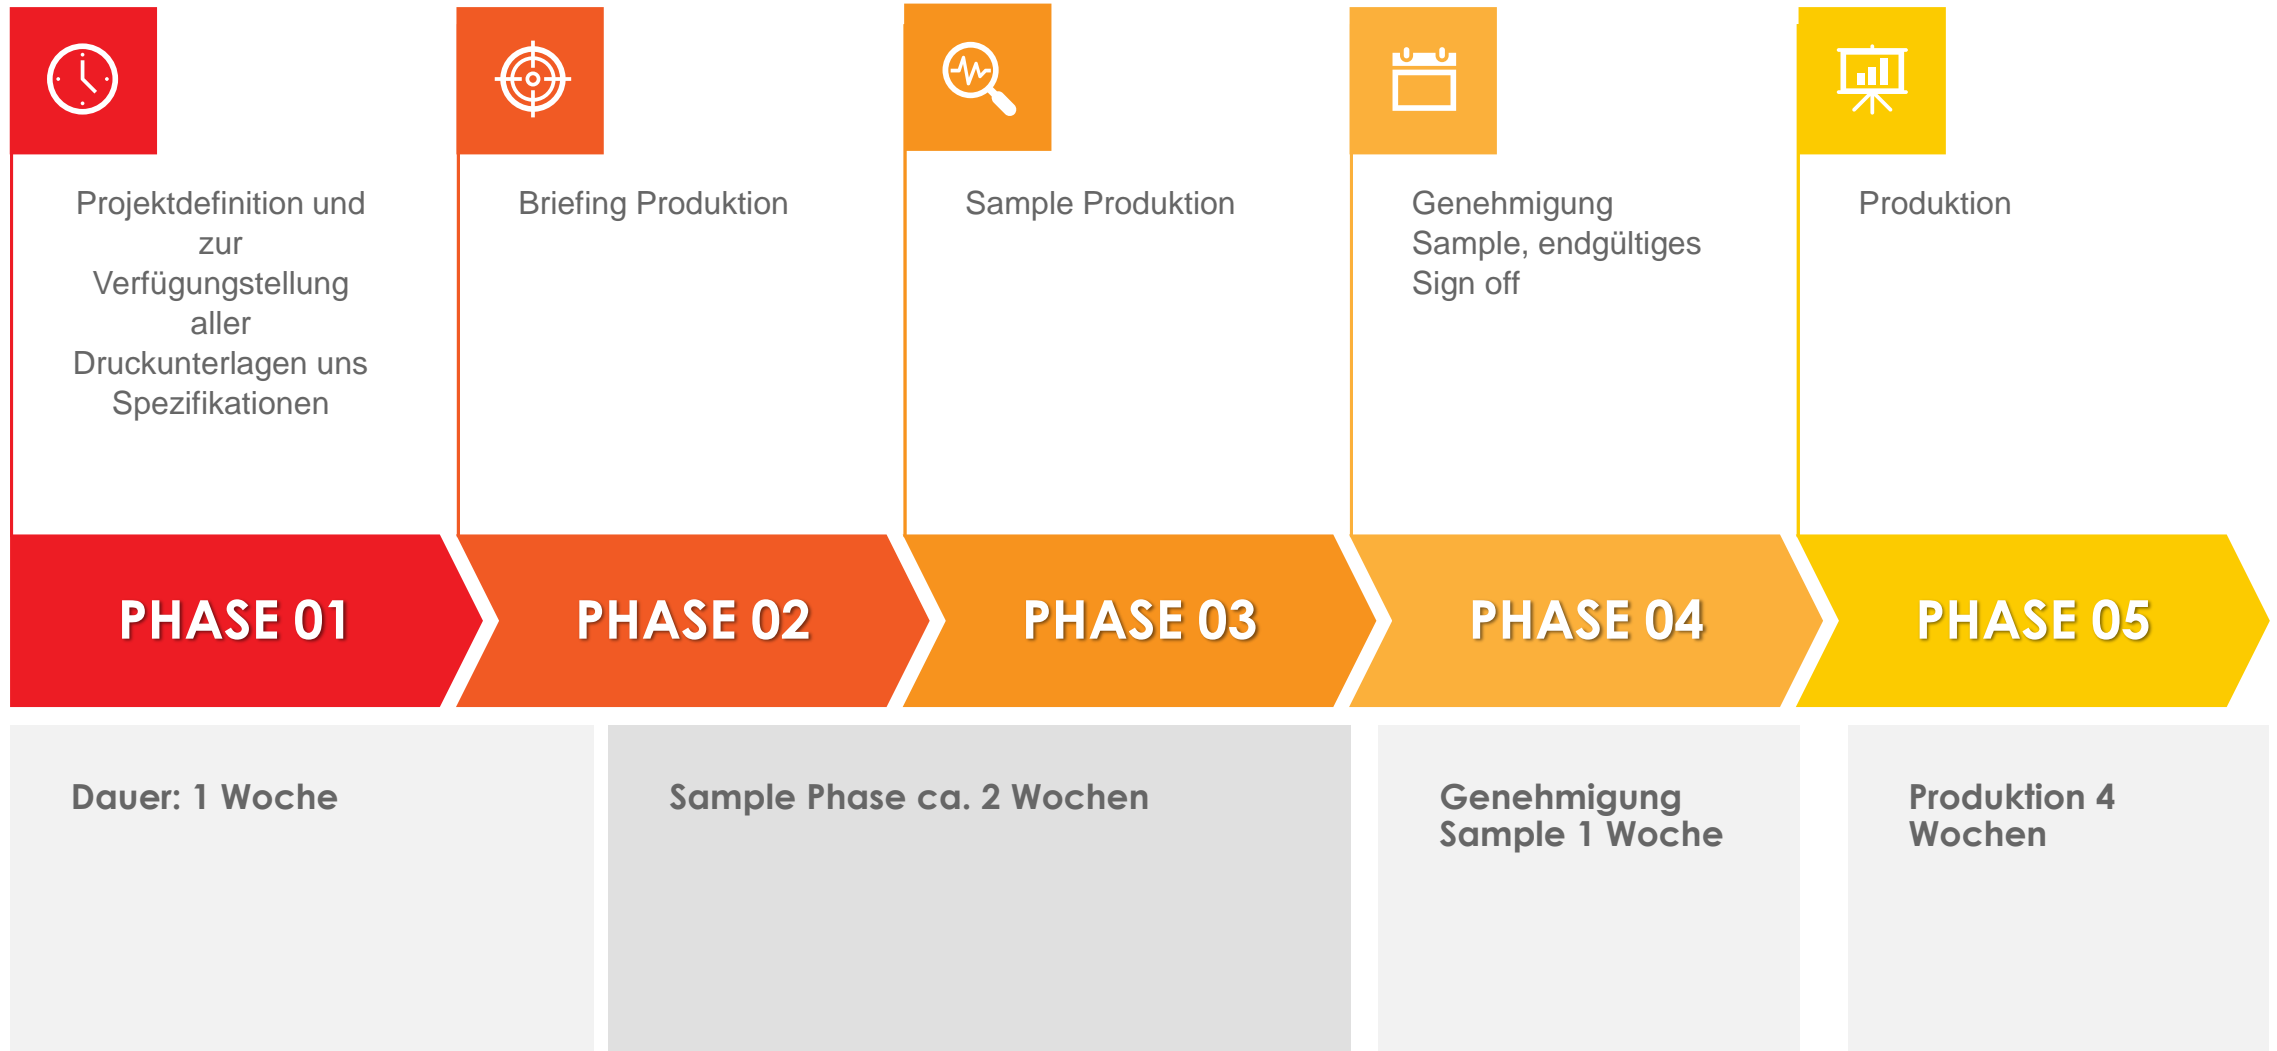 Projektdefinition und
zur
Verfügungstellung
aller
Druckunterlagen uns
Spezifikationen
Briefing Produktion
Sample Produktion
Genehmigung
Sample, endgültiges
Sign off
Produktion
PHASE 01
PHASE 02
PHASE 03
PHASE 04
PHASE 05
Dauer: 1 Woche
Sample Phase ca. 2 Wochen
Genehmigung
Sample 1 Woche
Produktion 4
Wochen